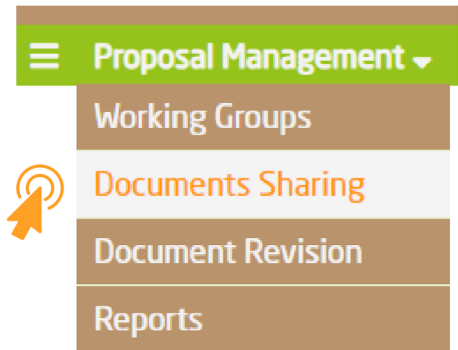 Proposal Management
Working Groups
Documents Sharing
Document Revision
Reports